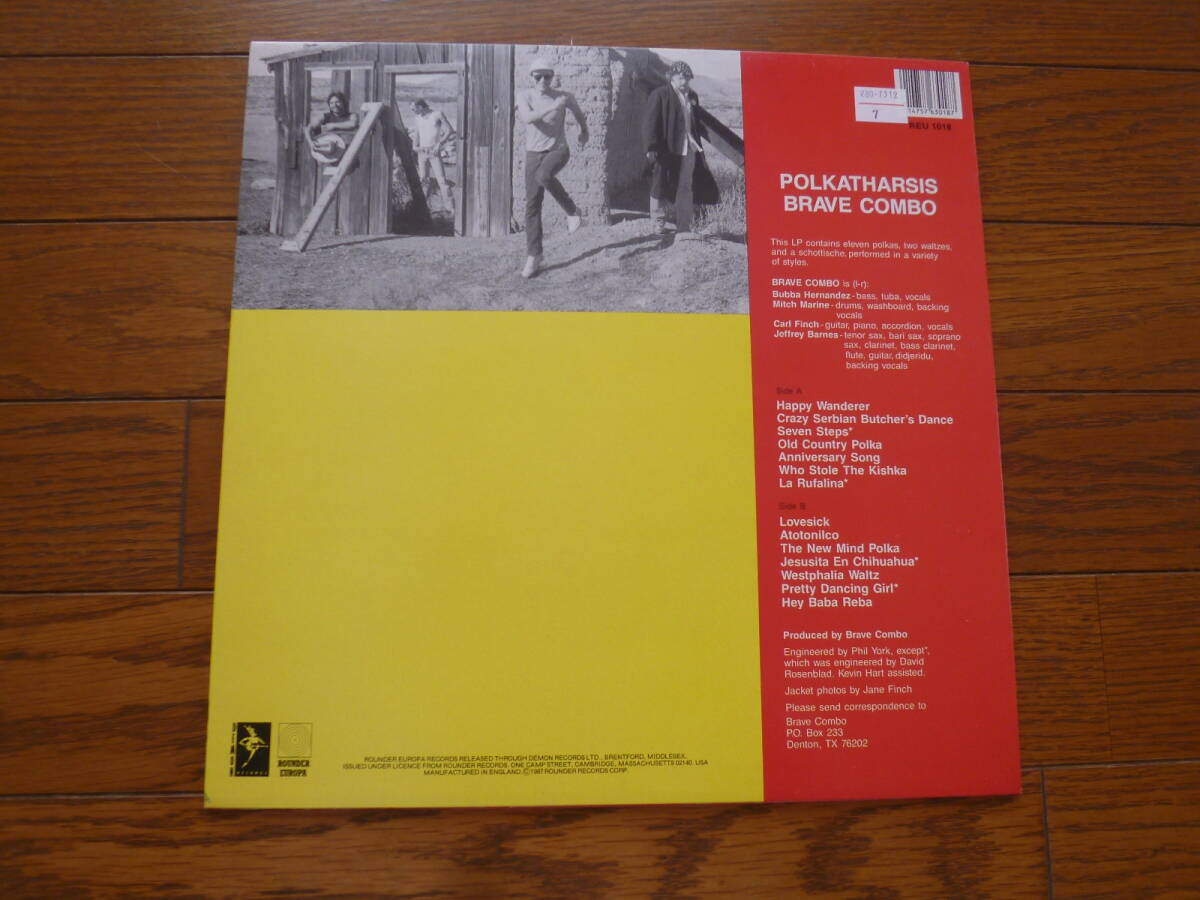 230-7312
7
14757 63018
REU 1018
POLKATHARSIS
BRAVE COMBO
This LP contains eleven polkas, two waltzes,
and a schottische, performed in a variety
of styles.
BRAVE COMBO is (l-r):
Bubba Hernandez - bass, tuba, vocals
Mitch Marine - drums, washboard, backing
vocals
Carl Finch - guitar, piano, accordion, vocals
Jeffrey Barnes - tenor sax, bari sax, soprano
sax, clarinet, bass clarinet,
flute, guitar, didjeridu,
backing vocals
Side A
Happy Wanderer
Crazy Serbian Butcher's Dance
Seven Steps*
Old Country Polka
Anniversary Song
Who Stole The Kishka
La Rufalina*
Side B
Lovesick
Atotonilco
The New Mind Polka
Jesusita En Chihuahua*
Westphalia Waltz
Pretty Dancing Girl*
Hey Baba Reba
Produced by Brave Combo
Engineered by Phil York, except*,
which was engineered by David
Rosenblad. Kevin Hart assisted.
Jacket photos by Jane Finch
Please send correspondence to
Brave Combo
P.O. Box 233
Denton, TX 76202
DEMON
RECORDS
ROUNDER
EUROPA
ROUNDER EUROPA RECORDS RELEASED THROUGH DEMON RECORDS LTD., BRENTFORD, MIDDLESEX.
ISSUED UNDER LICENCE FROM ROUNDER RECORDS. ONE CAMP STREET, CAMBRIDGE, MASSACHUSETTS 02140. USA
MANUFACTURED IN ENGLAND. © 1987 ROUNDER RECORDS CORP.